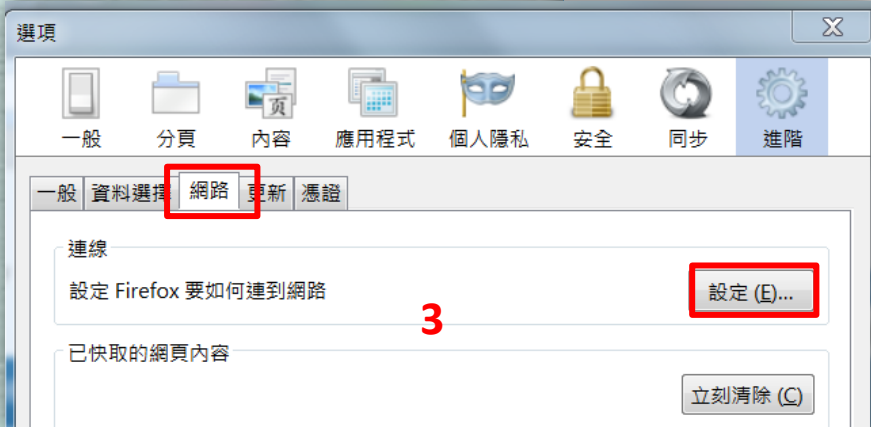 選項
页
一般 分頁 內容 應用程式 個人隱私 安全 同步 進階
一般 資料選擇 網路 更新 憑證
連線
設定 Firefox 要如何連到網路 設定 (E)...
3
已快取的網頁內容
立刻清除 (C)